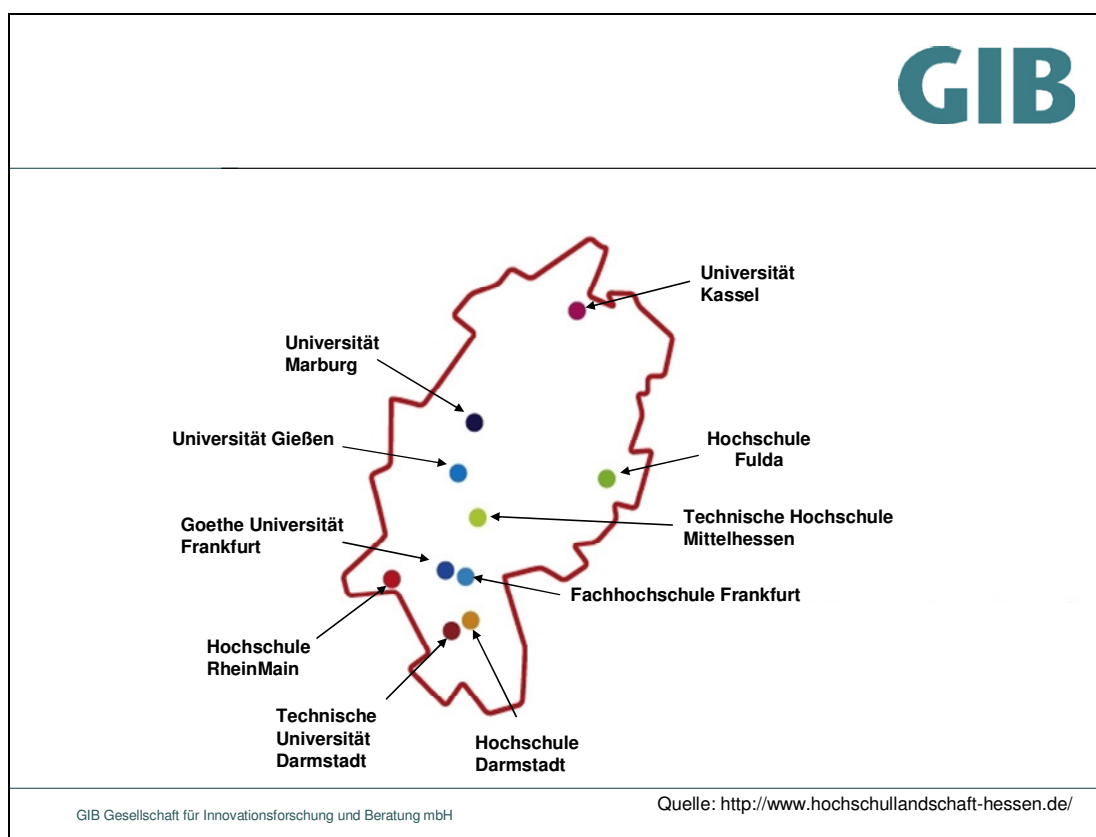 GIB
Universität
Kassel
Universität
Marburg
Universität Gießen
Hochschule
Fulda
Goethe Universität
Frankfurt
Technische Hochschule
Mittelhessen
Fachhochschule Frankfurt
Hochschule
RheinMain
Technische
Universität
Darmstadt
Hochschule
Darmstadt
GIB Gesellschaft für Innovationsforschung und Beratung mbH
Quelle: http://www.hochschullandschaft-hessen.de/